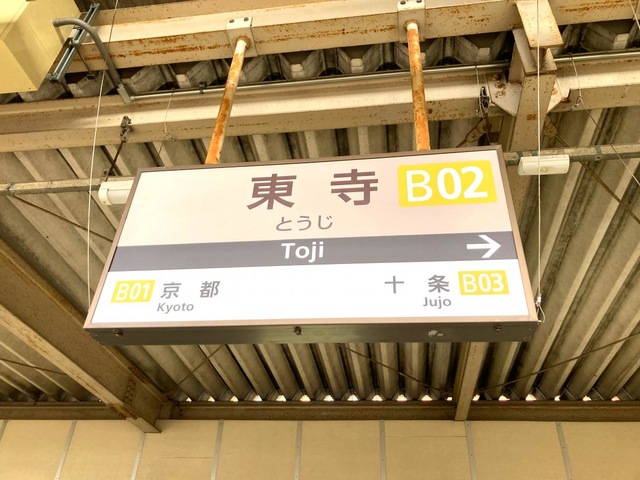 東寺 B02
とうじ
Toji →
B01 京都 十条 B03
Kyoto Jujo